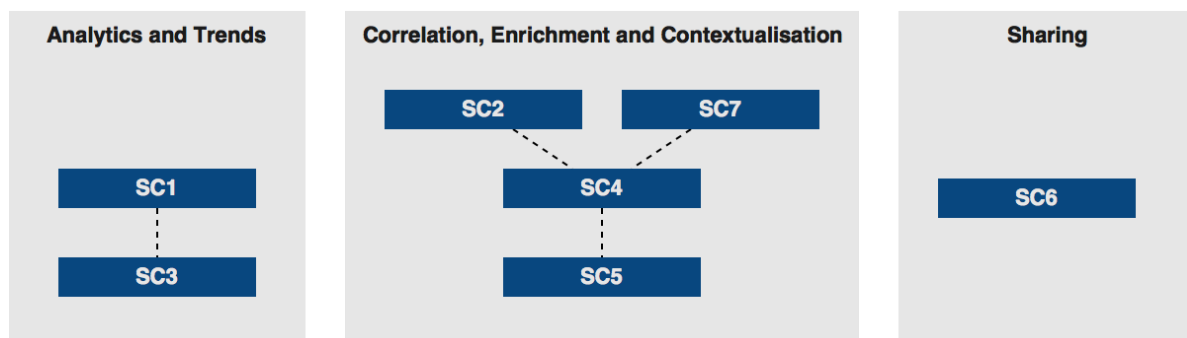 Analytics and Trends
SC1
SC3
Correlation, Enrichment and Contextualisation
SC2
SC7
SC4
SC5
Sharing
SC6